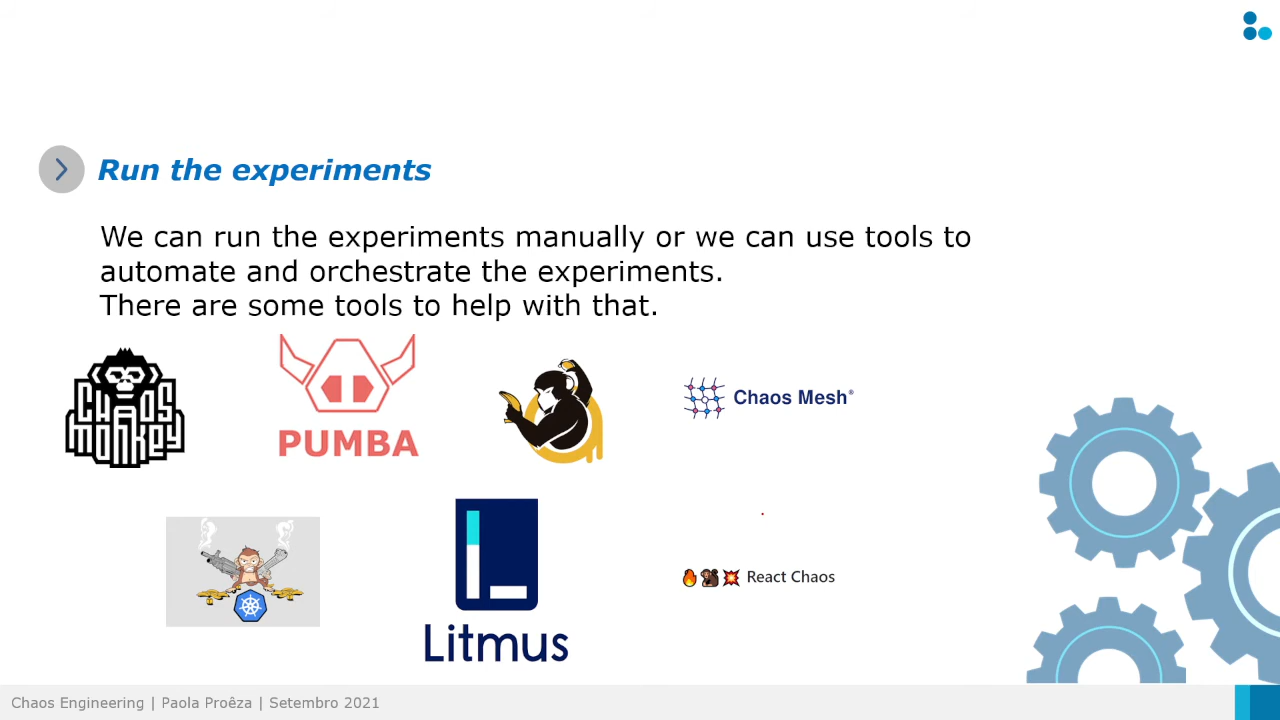 Run the experiments
We can run the experiments manually or we can use tools to
automate and orchestrate the experiments.
There are some tools to help with that.
CHAOS
MONKEY
PUMBA
Chaos Mesh®
Litmus
React Chaos
Chaos Engineering | Paola Proêza | Setembro 2021